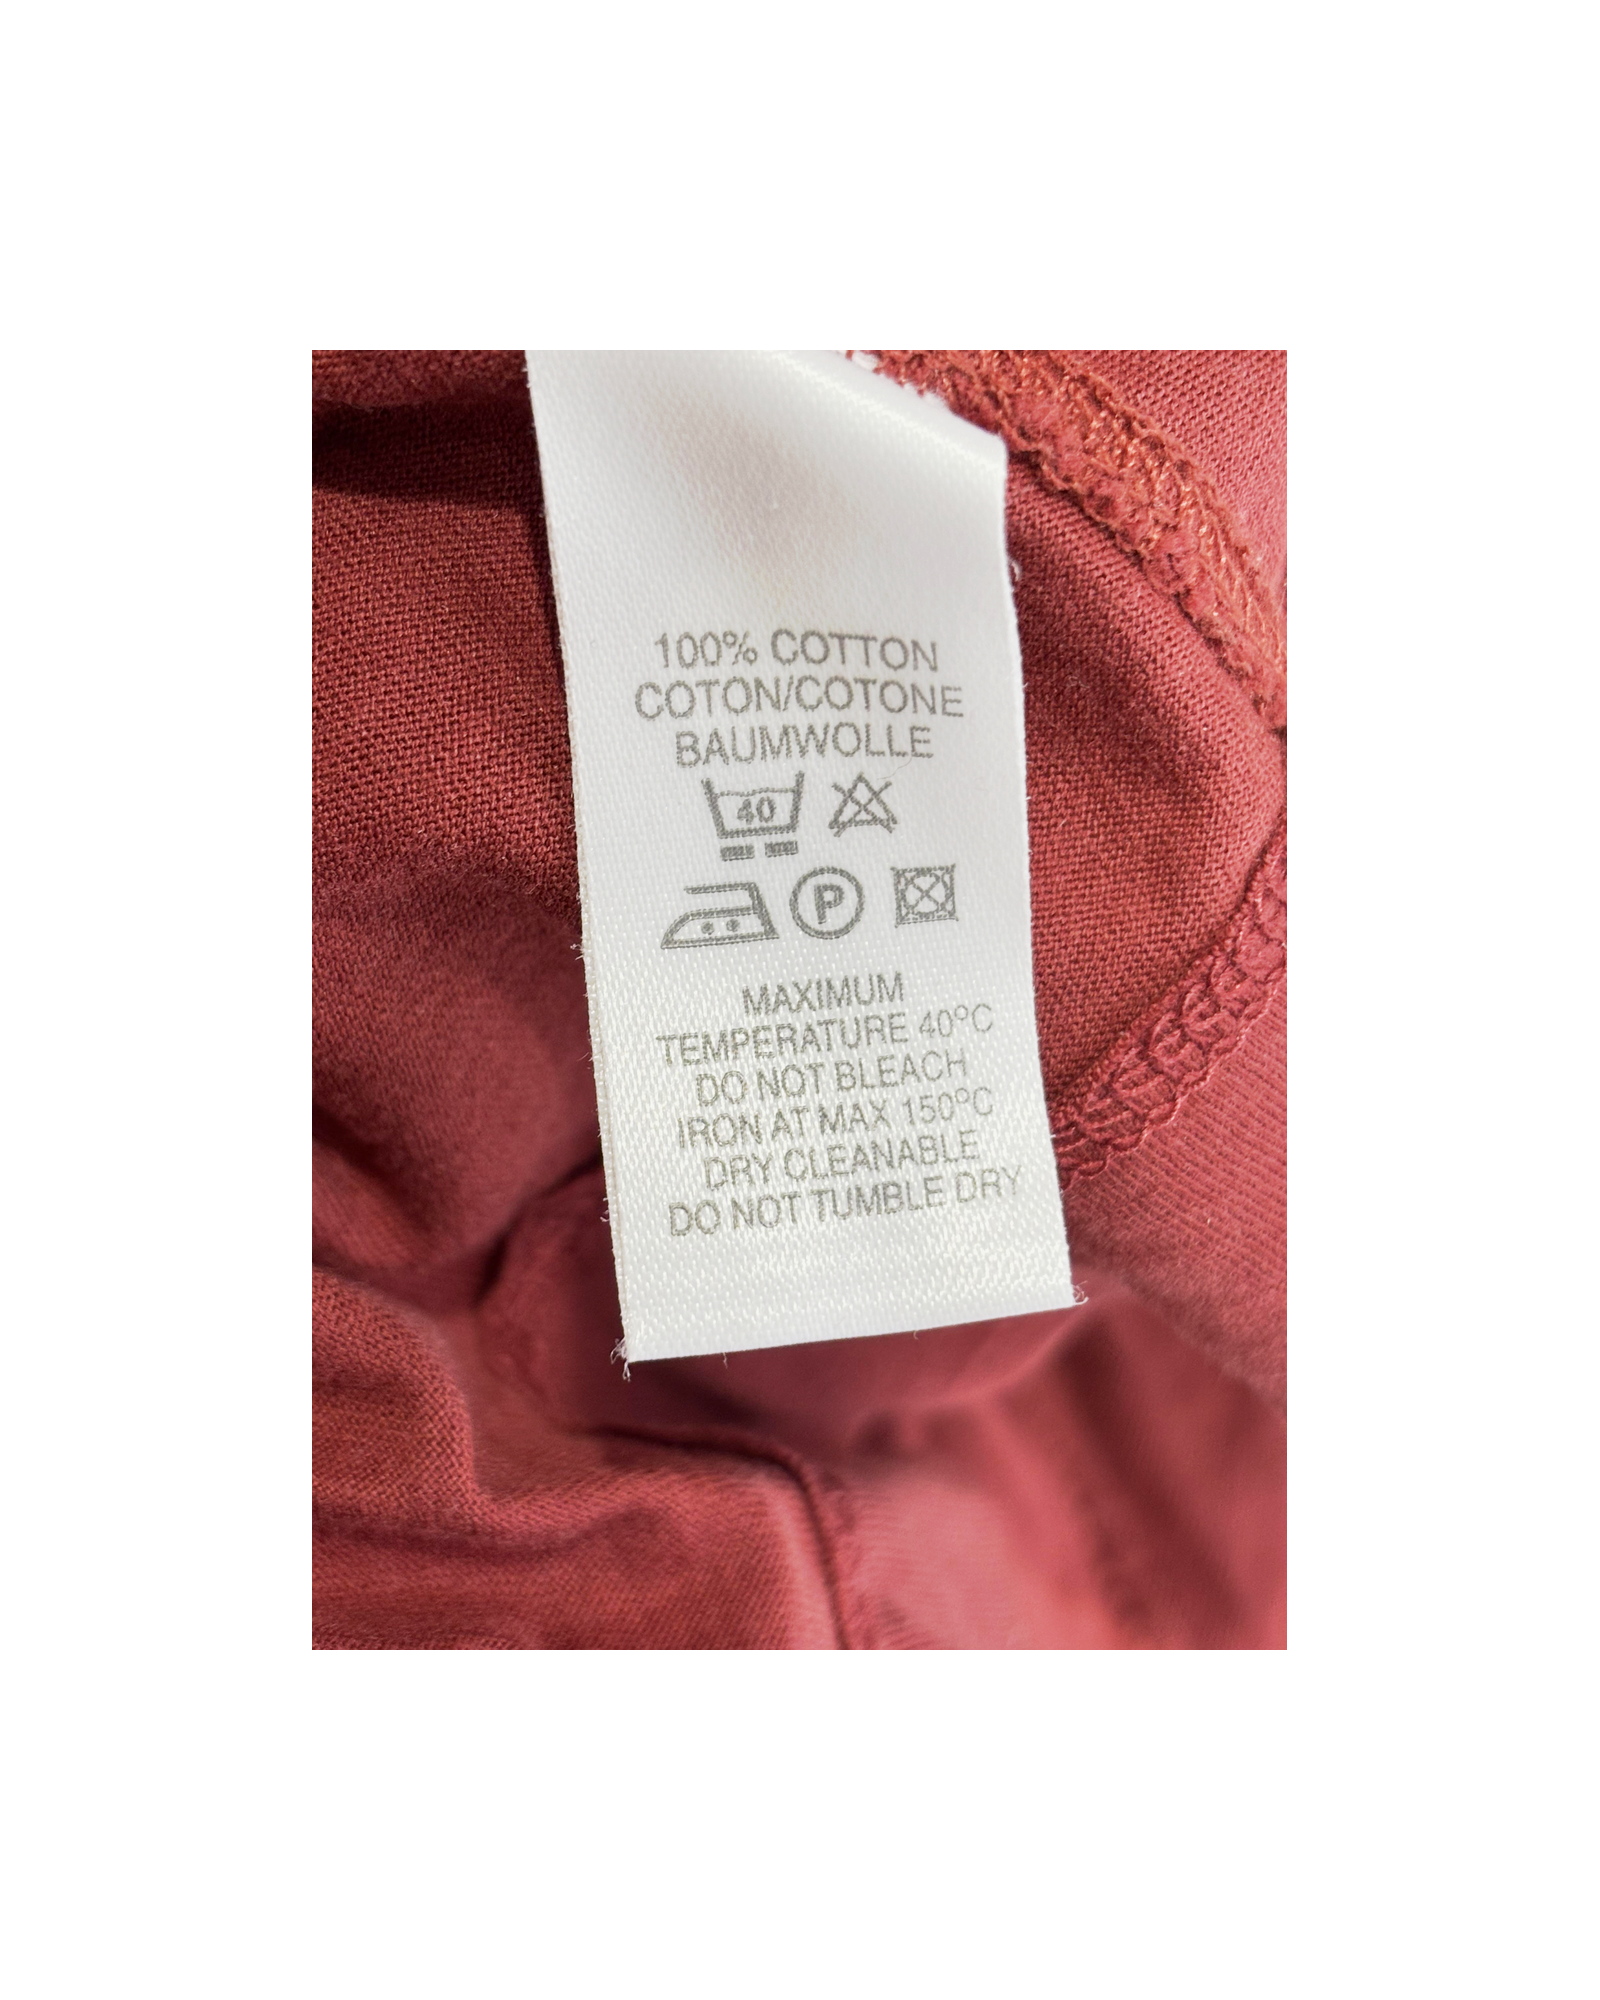 100% COTTON
COTON/COTONE
BAUMWOLLE
40
P
MAXIMUM
TEMPERATURE 40°C
DO NOT BLEACH
IRON AT MAX 150°C
DRY CLEANABLE
DO NOT TUMBLE DRY